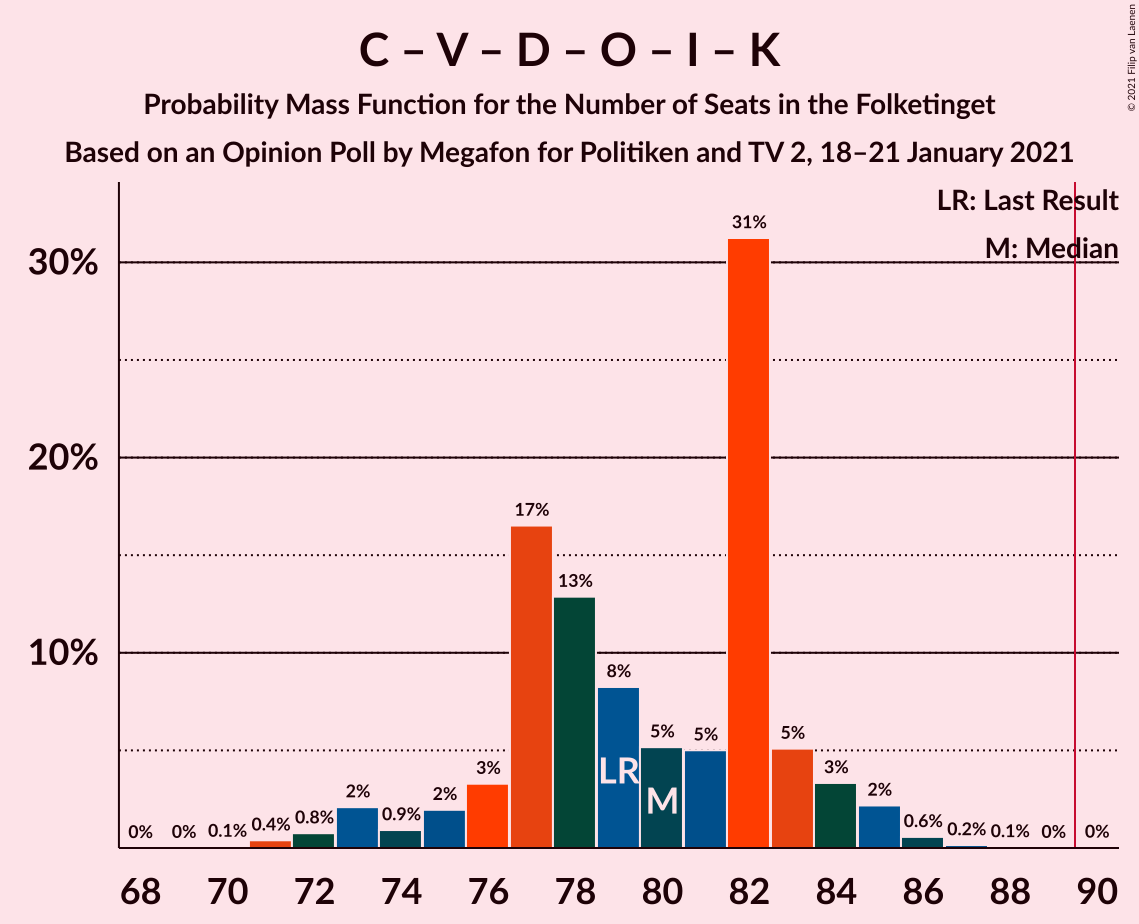 C – V – D – O – I – K
Probability Mass Function for the Number of Seats in the Folketinget
Based on an Opinion Poll by Megafon for Politiken and TV 2, 18–21 January 2021
© 2021 Filip van Laenen
LR: Last Result
M: Median
30%
20%
10%
0% 0% 0.1% 0.4% 0.8% 2% 0.9% 2% 3% 17% 13% 8% 5% 5% 31% 5% 3% 2% 0.6% 0.2% 0.1% 0% 0%
LR
M
68 70 72 74 76 78 80 82 84 86 88 90